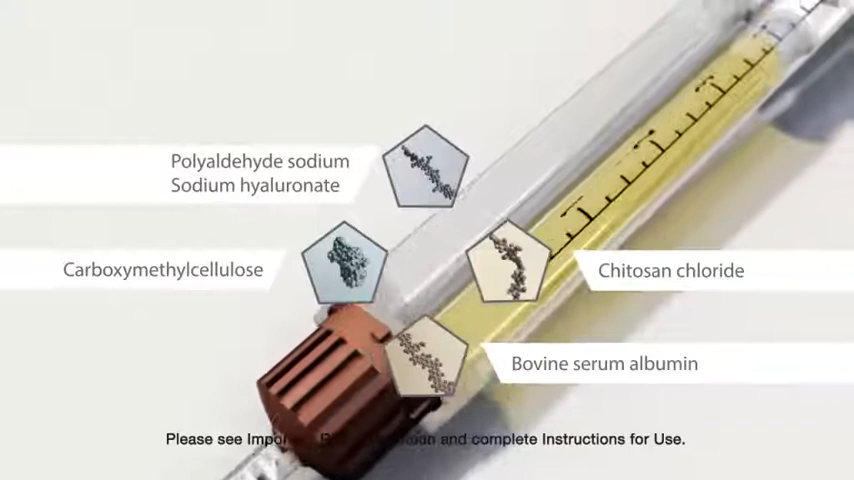 Polyaldehyde sodium
Sodium hyaluronate
Carboxymethylcellulose
Chitosan chloride
Bovine serum albumin
Please see and complete Instructions for Use.